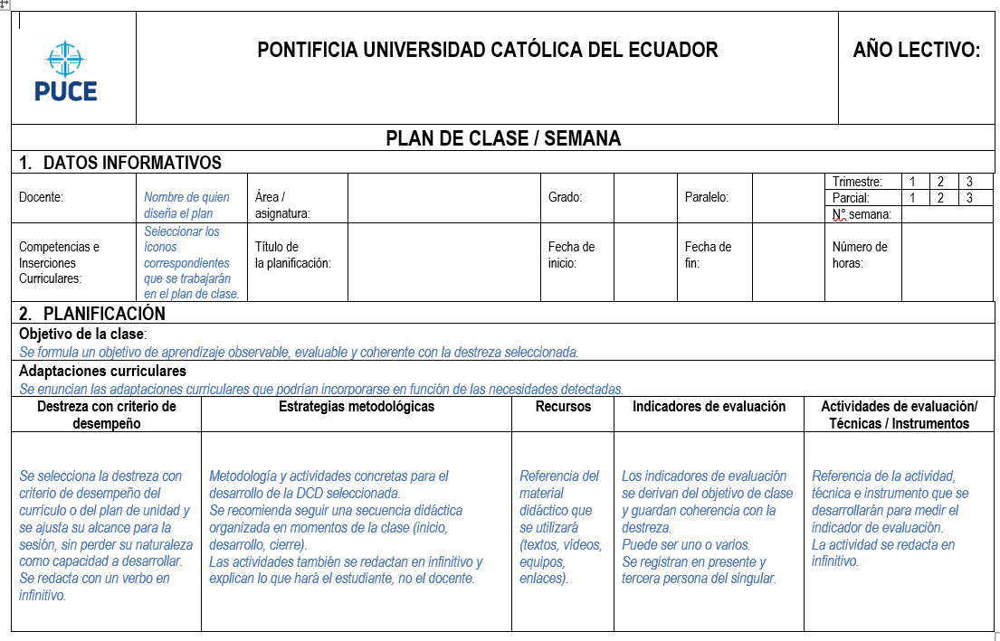 PUCE
PONTIFICIA UNIVERSIDAD CATÓLICA DEL ECUADOR
AÑO LECTIVO:
PLAN DE CLASE / SEMANA
1. DATOS INFORMATIVOS
Docente:
Nombre de quien
diseña el plan
Área /
asignatura:
Grado:
Paralelo:
Trimestre: 1 2 3
Parcial: 1 2 3
N° semana:
Competencias e
Inserciones
Curriculares:
Seleccionar los
íconos
correspondientes
que se trabajarán
en el plan de clase.
Título de
la planificación:
Fecha de
inicio:
Fecha de
fin:
Número de
horas:
2. PLANIFICACIÓN
Objetivo de la clase:
Se formula un objetivo de aprendizaje observable, evaluable y coherente con la destreza seleccionada.
Adaptaciones curriculares
Se enuncian las adaptaciones curriculares que podrían incorporarse en función de las necesidades detectadas.
Destreza con criterio de
desempeño
Estrategias metodológicas
Recursos
Indicadores de evaluación
Actividades de evaluación/
Técnicas / Instrumentos
Se selecciona la destreza con
criterio de desempeño del
currículo o del plan de unidad y
se ajusta su alcance para la
sesión, sin perder su naturaleza
como capacidad a desarrollar.
Se redacta con un verbo en
infinitivo.
Metodología y actividades concretas para el
desarrollo de la DCD seleccionada.
Se recomienda seguir una secuencia didáctica
organizada en momentos de la clase (inicio,
desarrollo, cierre).
Las actividades también se redactan en infinitivo y
explican lo que hará el estudiante, no el docente.
Referencia del
material
didáctico que
se utilizará
(textos, vídeos,
equipos,
enlaces).
Los indicadores de evaluación
se derivan del objetivo de clase
y guardan coherencia con la
destreza.
Puede ser uno o varios.
Se registran en presente y
tercera persona del singular.
Referencia de la actividad,
técnica e instrumento que se
desarrollarán para medir el
indicador de evaluación.
La actividad se redacta en
infinitivo.